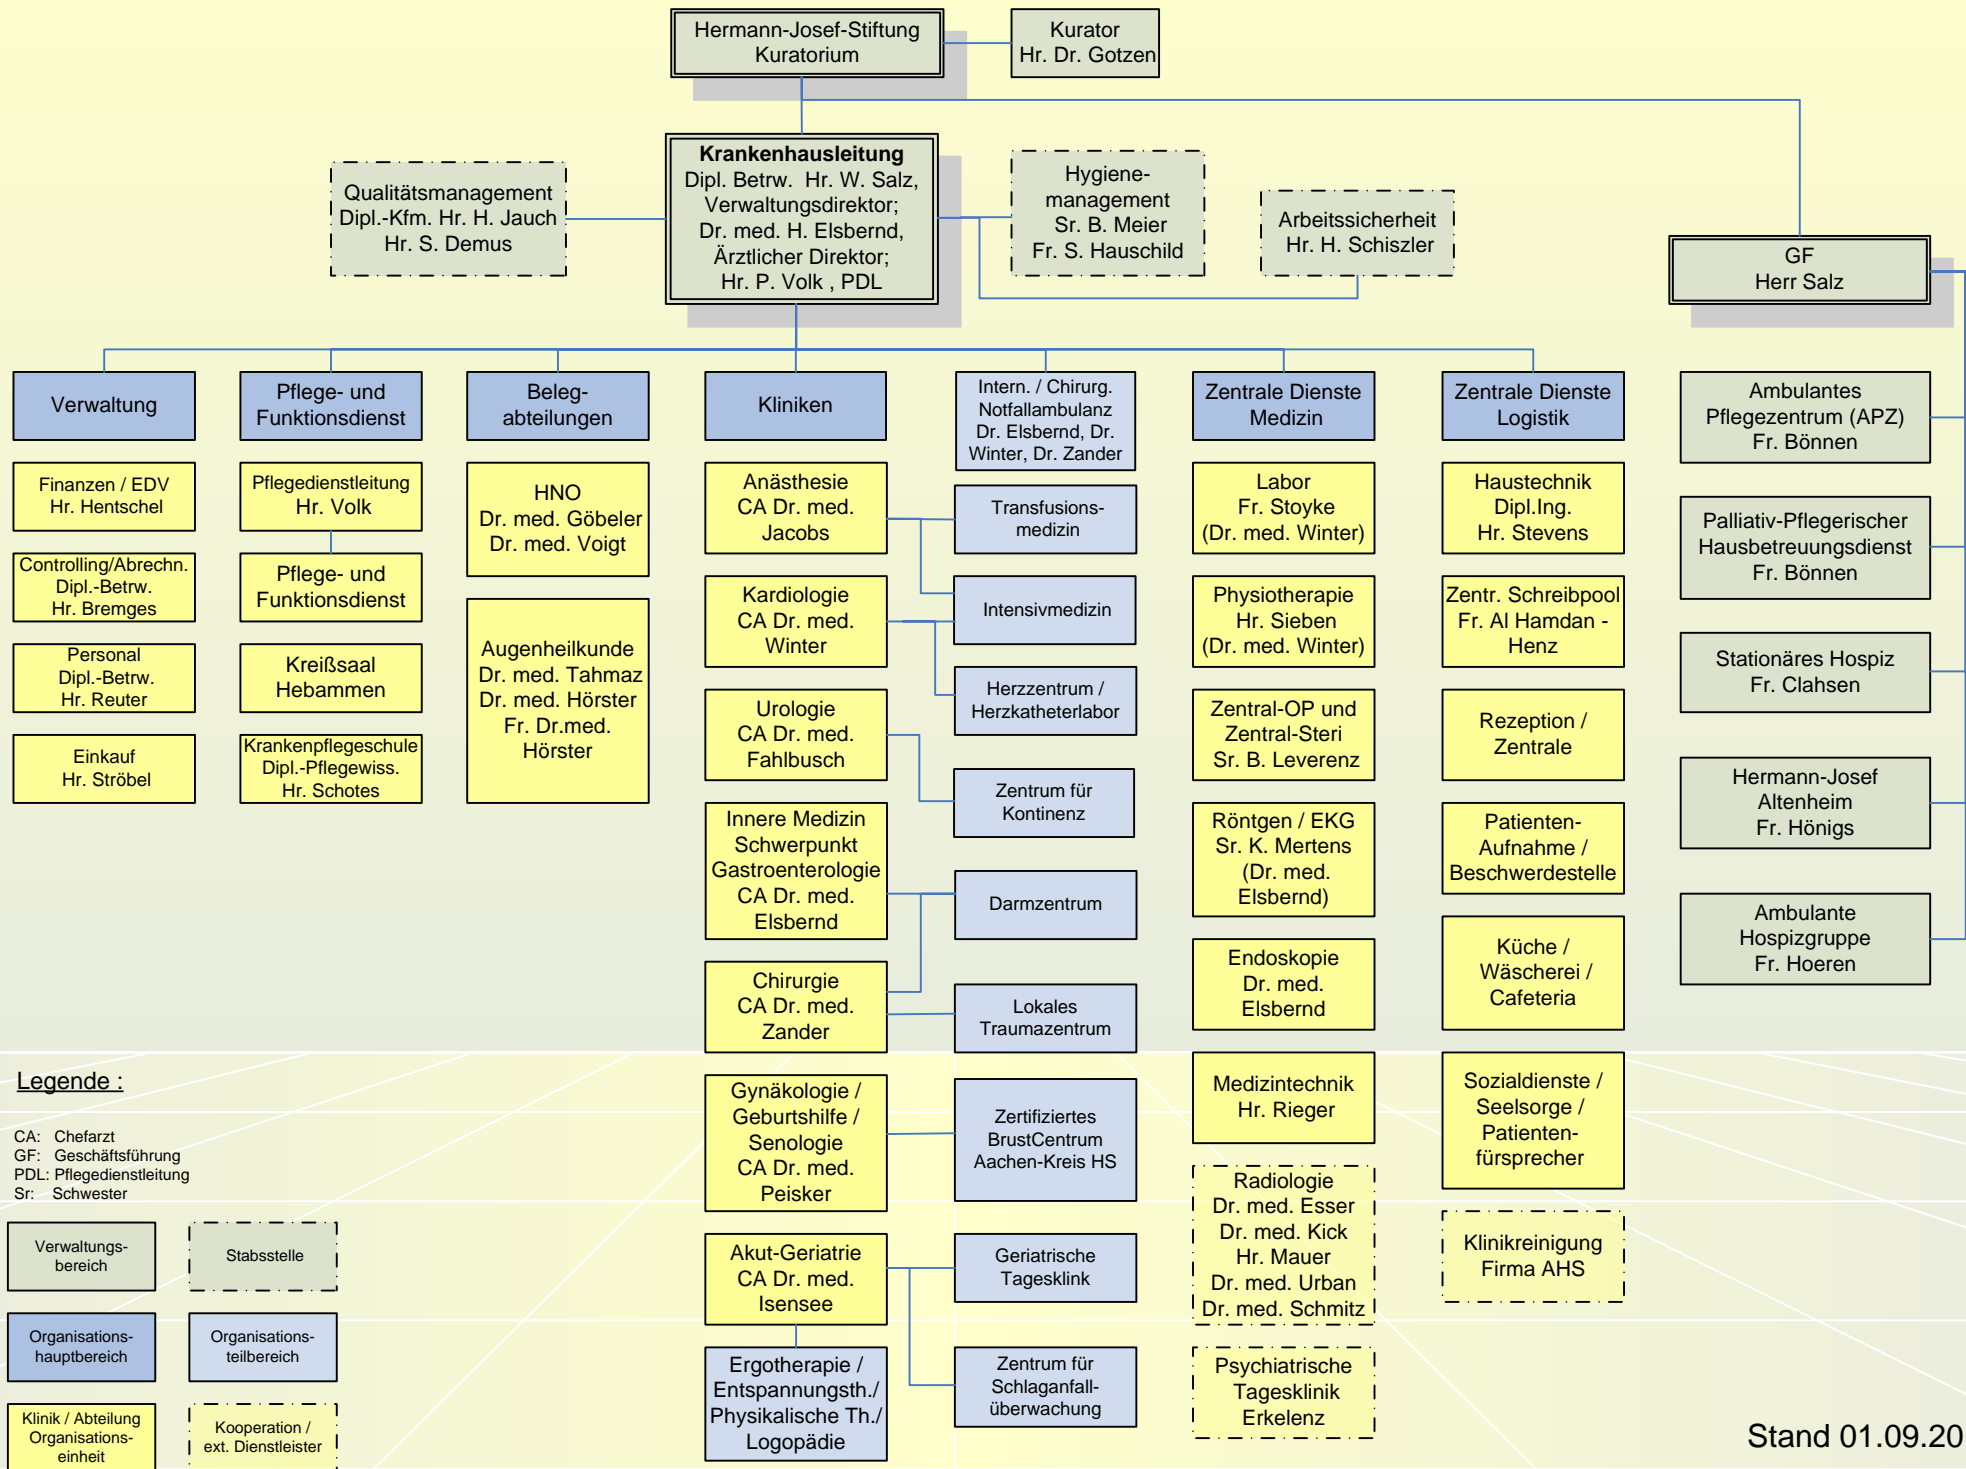 Hermann-Josef-Stiftung
Kuratorium
Kurator
Hr. Dr. Gotzen
Qualitätsmanagement
Dipl.-Kfm. Hr. H. Jauch
Hr. S. Demus
Krankenhausleitung
Dipl. Betrw. Hr. W. Salz,
Verwaltungsdirektor;
Dr. med. H. Elsbernd,
Ärztlicher Direktor;
Hr. P. Volk , PDL
Hygiene-
management
Sr. B. Meier
Fr. S. Hauschild
Arbeitssicherheit
Hr. H. Schiszler
GF
Herr Salz
Verwaltung
Finanzen / EDV
Hr. Hentschel
Controlling/Abrechn.
Dipl.-Betrw.
Hr. Bremges
Personal
Dipl.-Betrw.
Hr. Reuter
Einkauf
Hr. Ströbel
Pflege- und
Funktionsdienst
Pflegedienstleitung
Hr. Volk
Pflege- und
Funktionsdienst
Kreißsaal
Hebammen
Krankenpflegeschule
Dipl.-Pflegewiss.
Hr. Schotes
Beleg-
abteilungen
HNO
Dr. med. Göbeler
Dr. med. Voigt
Augenheilkunde
Dr. med. Tahmaz
Dr. med. Hörster
Fr. Dr.med.
Hörster
Kliniken
Anästhesie
CA Dr. med.
Jacobs
Kardiologie
CA Dr. med.
Winter
Urologie
CA Dr. med.
Fahlbusch
Innere Medizin
Schwerpunkt
Gastroenterologie
CA Dr. med.
Elsbernd
Chirurgie
CA Dr. med.
Zander
Gynäkologie /
Geburtshilfe /
Senologie
CA Dr. med.
Peisker
Akut-Geriatrie
CA Dr. med.
Isensee
Ergotherapie /
Entspannungsth./
Physikalische Th./
Logopädie
Intern. / Chirurg.
Notfallambulanz
Dr. Elsbernd, Dr.
Winter, Dr. Zander
Transfusions-
medizin
Intensivmedizin
Herzzentrum /
Herzkatheterlabor
Zentrum für
Kontinenz
Darmzentrum
Lokales
Traumazentrum
Zertifiziertes
BrustCentrum
Aachen-Kreis HS
Geriatrische
Tagesklink
Zentrum für
Schlaganfall-
überwachung
Zentrale Dienste
Medizin
Labor
Fr. Stoyke
(Dr. med. Winter)
Physiotherapie
Hr. Sieben
(Dr. med. Winter)
Zentral-OP und
Zentral-Steri
Sr. B. Leverenz
Röntgen / EKG
Sr. K. Mertens
(Dr. med.
Elsbernd)
Endoskopie
Dr. med.
Elsbernd
Medizintechnik
Hr. Rieger
Radiologie
Dr. med. Esser
Dr. med. Kick
Hr. Mauer
Dr. med. Urban
Dr. med. Schmitz
Psychiatrische
Tagesklinik
Erkelenz
Zentrale Dienste
Logistik
Haustechnik
Dipl.Ing.
Hr. Stevens
Zentr. Schreibpool
Fr. Al Hamdan -
Henz
Rezeption /
Zentrale
Patienten-
Aufnahme /
Beschwerdestelle
Küche /
Wäscherei /
Cafeteria
Sozialdienste /
Seelsorge /
Patienten-
fürsprecher
Klinikreinigung
Firma AHS
Ambulantes
Pflegezentrum (APZ)
Fr. Bönnen
Palliativ-Pflegerischer
Hausbetreuungsdienst
Fr. Bönnen
Stationäres Hospiz
Fr. Clahsen
Hermann-Josef
Altenheim
Fr. Hönigs
Ambulante
Hospizgruppe
Fr. Hoeren
Legende :
CA: Chefarzt
GF: Geschäftsführung
PDL: Pflegedienstleitung
Sr: Schwester
Verwaltungs-
bereich
Stabsstelle
Organisations-
hauptbereich
Organisations-
teilbereich
Klinik / Abteilung
Organisations-
einheit
Kooperation /
ext. Dienstleister
Stand 01.09.20